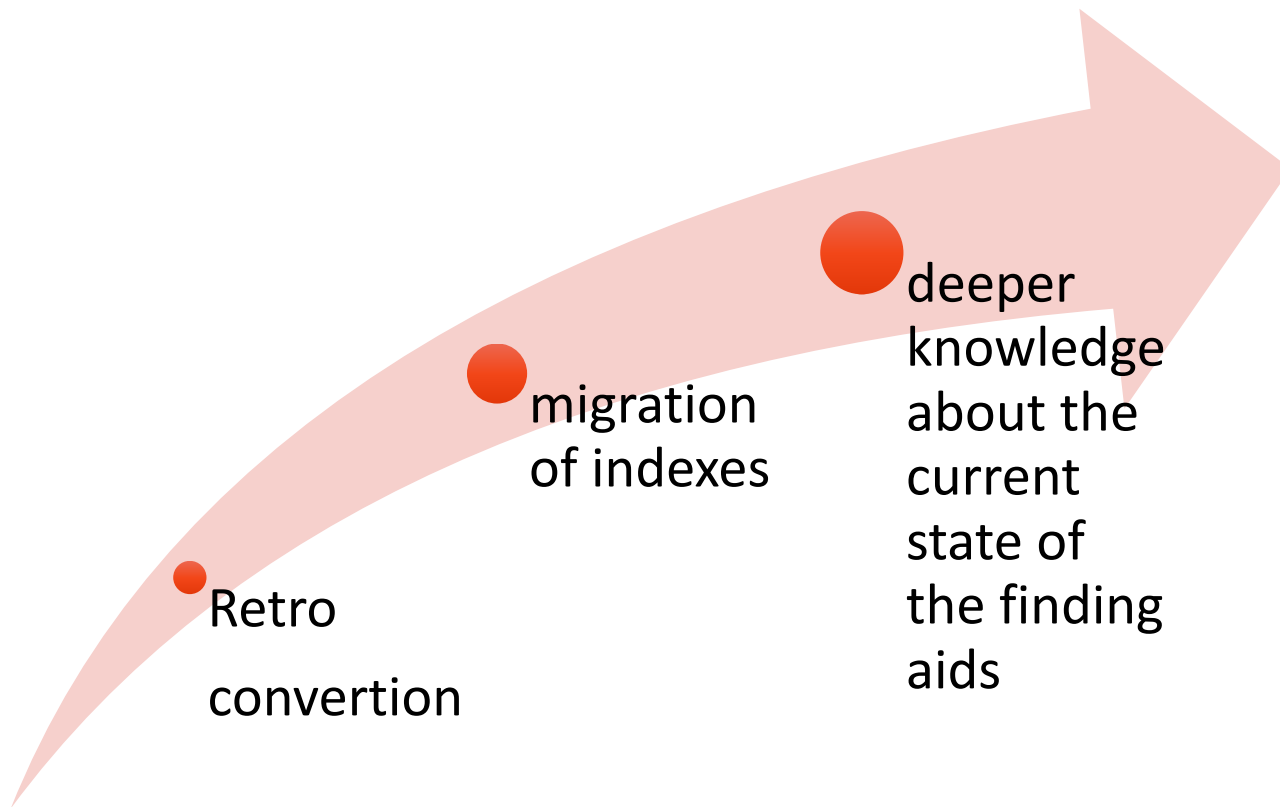 Retro
convertion
migration
of indexes
deeper
knowledge
about the
current
state of
the finding
aids